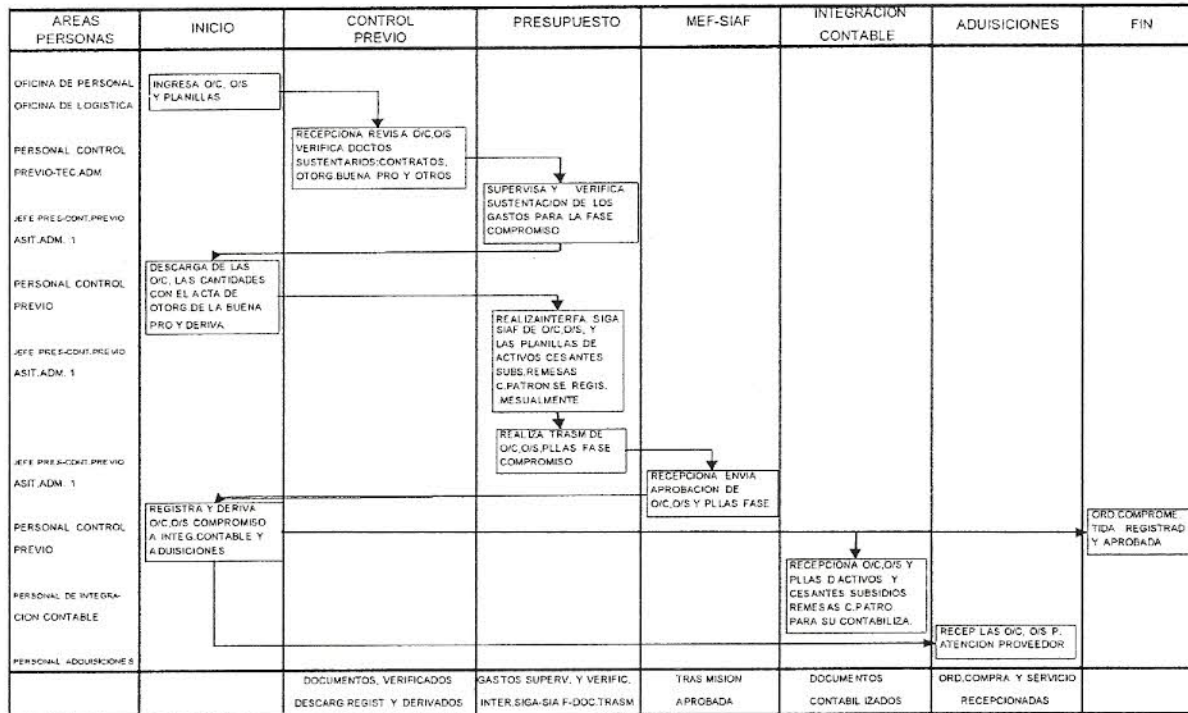 AREAS
PERSONAS
INICIO
CONTROL
PREVIO
PRESUPUESTO
MEF-SIAF
INTEGRACION
CONTABLE
ADUISICIONES
FIN
OFICINA DE PERSONAL
OFICINA DE LOGISTICA
INGRESA O/C, O/S
Y PLANILLAS
PERSONAL CONTROL
PREVIO-TEC.ADM
RECEPCIONA REVISA O/C,O/S
VERIFICA DOCTOS
SUSTENTARIOS:CONTRATOS,
OTORG.BUENA PRO Y OTROS
SUPERVISA Y VERIFICA
SUSTENTACION DE LOS
GASTOS PARA LA FASE
COMPROMISO
JEFE PRES-CONT.PREVIO
ASIT.ADM. 1
PERSONAL CONTROL
PREVIO
DESCARGA DE LAS
O/C, LAS CANTIDADES
CON EL ACTA DE
OTORG.DE LA BUENA
PRO Y DERIVA
REALIZAINTERFA SIGA
SIAF DE O/C,O/S, Y
LAS PLANILLAS DE
ACTIVOS CESANTES
SUBS,REMESAS
C.PATRON SE REGIS.
MESUALMENTE
JEFE PRES-CONT.PREVIO
ASIT.ADM. 1
REALIZA TRASM DE
O/C,O/S,PLLAS FASE
COMPROMISO
JEFE PRES-CONT.PREVIO
ASIT.ADM. 1
RECEPCIONA ENVIA
APROBACION DE
O/C,O/S Y PLLAS FASE
PERSONAL CONTROL
PREVIO
REGISTRA Y DERIVA
O/C,O/S COMPROMISO
A INTEG.CONTABLE Y
ADUISICIONES
ORD.COMPROME
TIDA REGISTRAD
Y APROBADA
RECEPCIONA O/C,O/S Y
PLLAS D'ACTIVOS Y
CESANTES SUBSIDIOS
REMESAS C.PATRO
PARA SU CONTABILIZA.
PERSONAL DE INTEGRA-
CION CONTABLE
RECEP LAS O/C, O/S P.
ATENCION PROVEEDOR
PERSONAL ADQUISICIONES
DOCUMENTOS, VERIFICADOS
DESCARG.REGIST Y DERIVADOS
GASTOS SUPERV. Y VERIFIC.
INTER.SIGA-SIA F-DOC.TRASM
TRAS MISION
APROBADA
DOCUMENTOS
CONTABIL IZADOS
ORD,COMPRA Y SERVICIO
RECEPCIONADAS